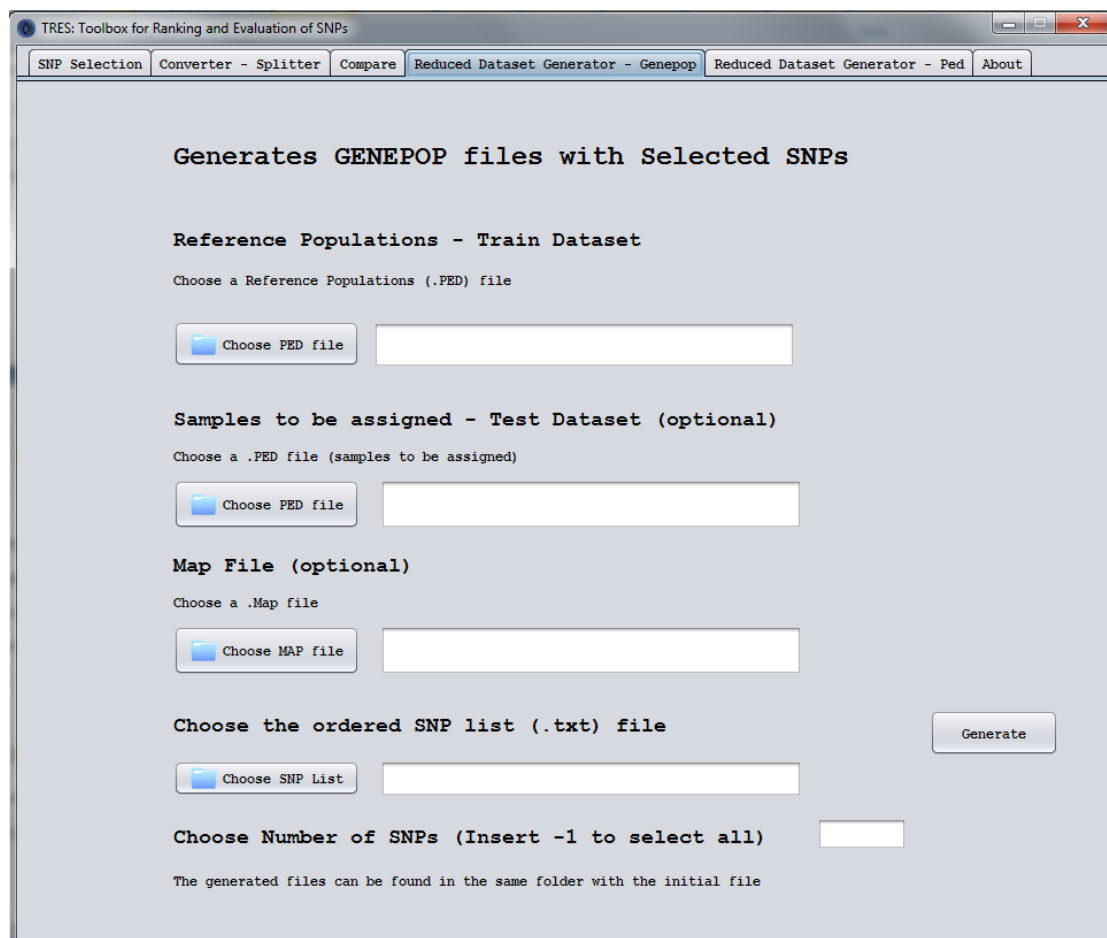 TRES: Toolbox for Ranking and Evaluation of SNPs
SNP Selection Converter - Splitter Compare Reduced Dataset Generator - Genepop Reduced Dataset Generator - Ped About
Generates GENEPOP files with Selected SNPs
Reference Populations - Train Dataset
Choose a Reference Populations (.PED) file
Choose PED file
Samples to be assigned - Test Dataset (optional)
Choose a .PED file (samples to be assigned)
Choose PED file
Map File (optional)
Choose a .Map file
Choose MAP file
Choose the ordered SNP list (.txt) file
Generate
Choose SNP List
Choose Number of SNPs (Insert -1 to select all)
The generated files can be found in the same folder with the initial file